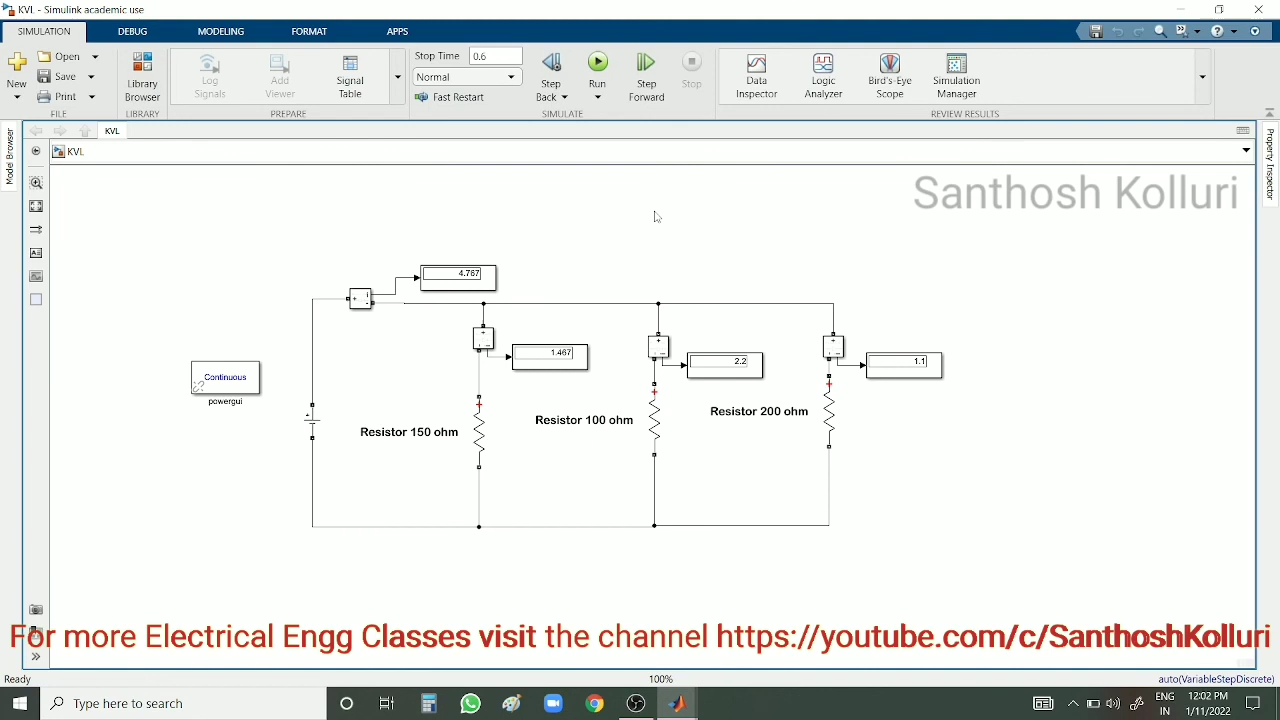 KVL - Simulink academic use
SIMULATION DEBUG MODELING FORMAT APPS
New
Open
Save
Print
FILE
Library Browser
LIBRARY
Log Signals
Add Viewer
Signal Table
PREPARE
Stop Time 0.6
Normal
Fast Restart
Step Back
Run
Step Forward
Stop
SIMULATE
Data Inspector
Logic Analyzer
Bird's-Eye Scope
Simulation Manager
REVIEW RESULTS
Model Browser
KVL
KVL
Property Inspector
Santhosh Kolluri
4.767
1.467
2.2
1.1
Continuous
powergui
Resistor 150 ohm
Resistor 100 ohm
Resistor 200 ohm
For more Electrical Engg Classes visit the channel https://youtube.com/c/SanthoshKolluri
Ready 100% auto(VariableStepDiscrete)
Type here to search
ENG
IN
12:02 PM
1/11/2022